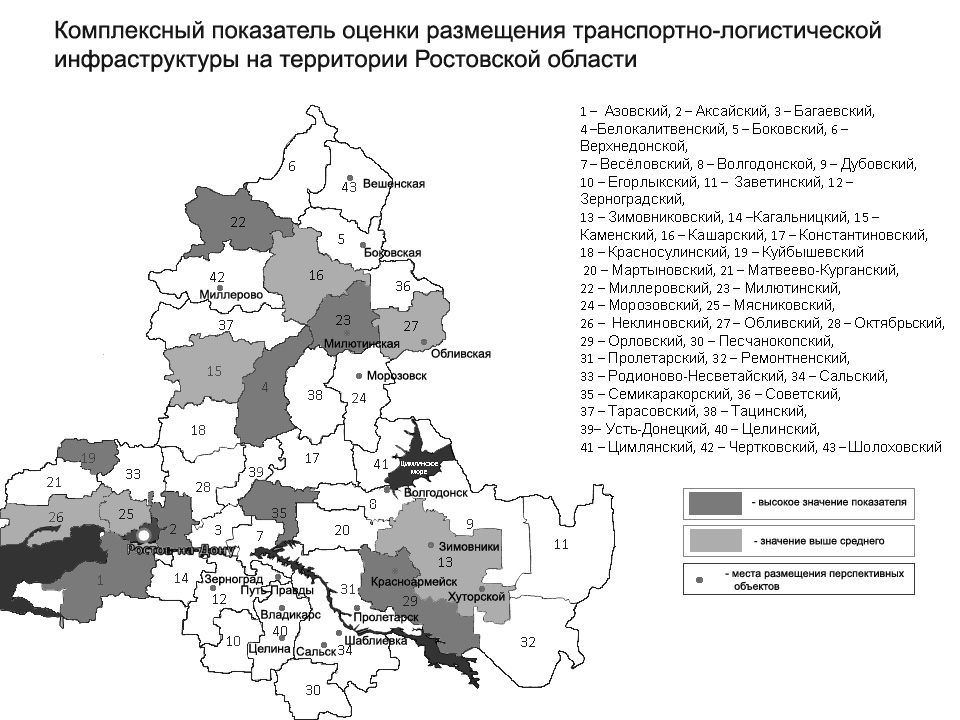 Комплексный показатель оценки размещения транспортно-логистической
инфраструктуры на территории Ростовской области
1 – Азовский, 2 – Аксайский, 3 – Багаевский,
4 –Белокалитвенский, 5 – Боковский, 6 –
Верхнедонской,
7 – Весёловский, 8 – Волгодонской, 9 – Дубовский,
10 – Егорлыкский, 11 – Заветинский, 12 –
Зерноградский,
13 – Зимовниковский, 14 –Кагальницкий, 15 –
Каменский, 16 – Кашарский, 17 – Константиновский,
18 – Красносулинский, 19 – Куйбышевский
20 – Мартыновский, 21 – Матвеево-Курганский,
22 – Миллеровский, 23 – Милютинский,
24 – Морозовский, 25 – Мясниковский,
26 – Неклиновский, 27 – Обливский, 28 – Октябрьский,
29 – Орловский, 30 – Песчанокопский,
31 – Пролетарский, 32 – Ремонтненский,
33 – Родионово-Несветайский, 34 – Сальский,
35 – Семикаракорский, 36 – Советский,
37 – Тарасовский, 38 – Тацинский,
39– Усть-Донецкий, 40 – Целинский,
41 – Цимлянский, 42 – Чертковский, 43 –Шолоховский
- высокое значение показателя
- значение выше среднего
- места размещения перспективных
объектов
6
43
Вешенская
22
5
Боковская
16
42
Миллерово
36
37
23
27
Милютинская
Обливская
15
4
Морозовск
38
24
18
19
17
41
Цимлянское
море
21
33
39
28
Волгодонск
26
25
35
8
2
3
7
20
9
11
Ростов-на-Дону
Зимовники
13
1
14
Зерноград
Красноармейск
Путь Правды
31
12
29
Хуторской
Владикарс
Пролетарск
10
40
Шаблиевка
32
Целина
Сальск
34
30